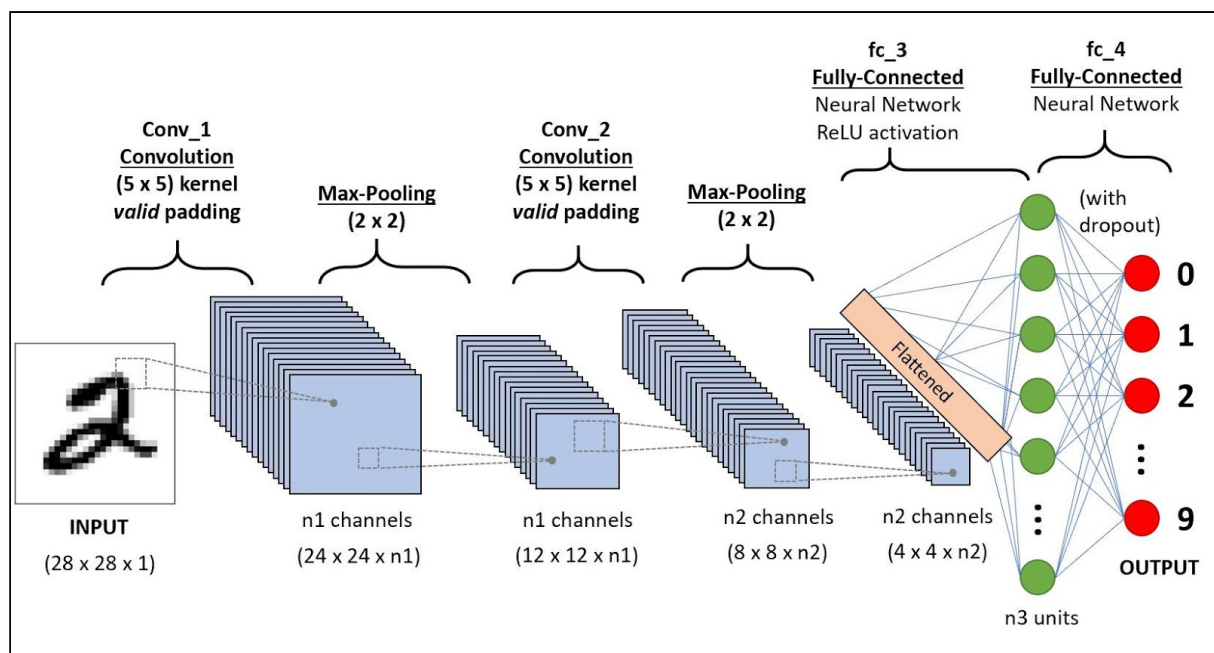 Conv_1
Convolution
(5 x 5) kernel
valid padding
Max-Pooling
(2 x 2)
Conv_2
Convolution
(5 x 5) kernel
valid padding
Max-Pooling
(2 x 2)
fc_3
Fully-Connected
Neural Network
ReLU activation
fc_4
Fully-Connected
Neural Network
(with
dropout)
Flattened
0
1
2
...
9
...
2
INPUT
(28 x 28 x 1)
n1 channels
(24 x 24 x n1)
n1 channels
(12 x 12 x n1)
n2 channels
(8 x 8 x n2)
n2 channels
(4 x 4 x n2)
n3 units
OUTPUT